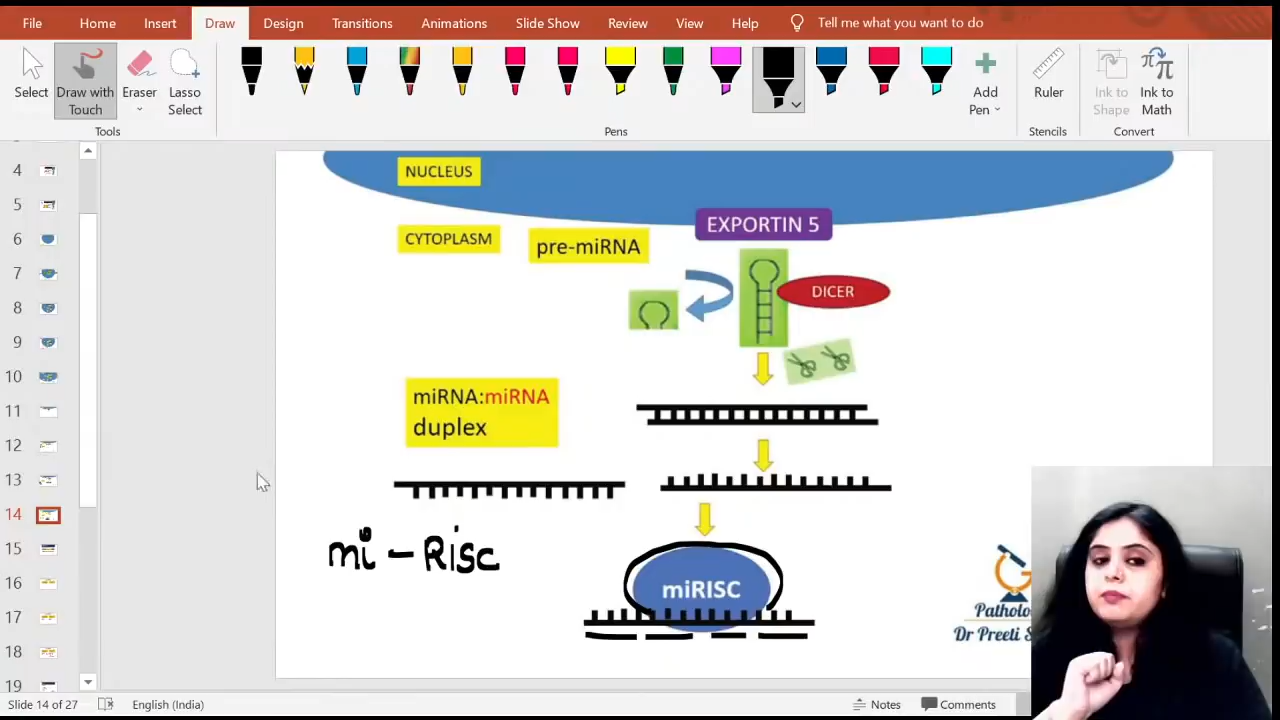 File Home Insert Draw Design Transitions Animations Slide Show Review View Help Tell me what you want to do
Select Draw with Touch Eraser Lasso Select Add Pen Ruler Ink to Shape Ink to Math
Tools Pens Stencils Convert
NUCLEUS
EXPORTIN 5
CYTOPLASM
pre-miRNA
DICER
miRNA:miRNA
duplex
mi - Risc
miRISC
Dr Preeti
4
5
6
7
8
9
10
11
12
13
14
15
16
17
18
19
Slide 14 of 27 English (India) Notes Comments